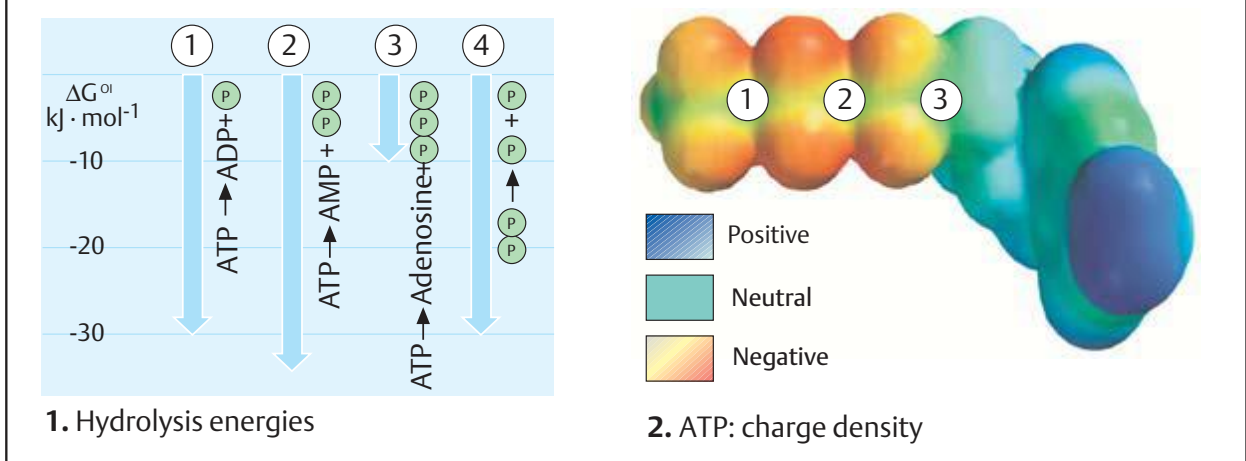 1 2 3 4
ΔG⁰ᴵ
kJ · mol⁻¹
-10
-20
-30
ATP → ADP+
P
ATP → AMP +
P
P
ATP → Adenosine+
P
P
P
P
P
→
P
+
P
1. Hydrolysis energies
1 2 3
Positive
Neutral
Negative
2. ATP: charge density